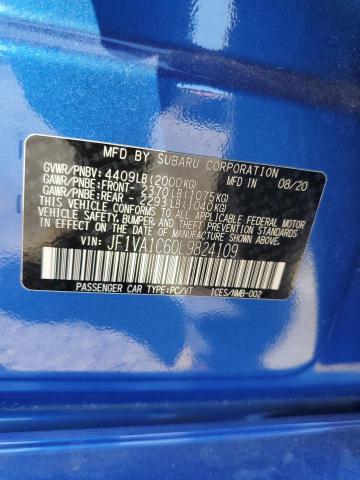 MFD BY SUBARU CORPORATION IN 08/20
GVWR/PNBV: 4409LB(2000KG)
GAWR/PNBE: FRONT- 2370LB(1075KG)
GAWR/PNBE: REAR - 2293LB(1040KG)
THIS VEHICLE CONFORMS TO ALL APPLICABLE FEDERAL MOTOR
VEHICLE SAFETY, BUMPER, AND THEFT PREVENTION STANDARDS
IN EFFECT ON THE DATE OF MANUFACTURE SHOWN ABOVE.
VIN: JF1VA1C60L9824109
PASSENGER CAR TYPE:PC/VT ICES/NMB-002